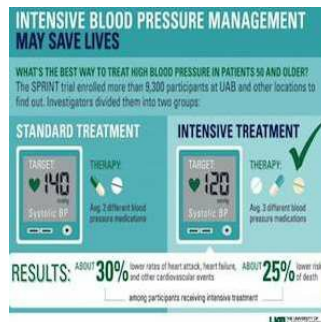 INTENSIVE BLOOD PRESSURE MANAGEMENT
MAY SAVE LIVES
WHAT'S THE BEST WAY TO TREAT HIGH BLOOD PRESSURE IN PATIENTS 50 AND OLDER?
The SPRINT trial enrolled more than 9,300 participants at UAB and other locations to
find out. Investigators divided them into two groups:
STANDARD TREATMENT
TARGET:
140
mmHg
Systolic BP
THERAPY:
Avg. 2 different blood
pressure medications
INTENSIVE TREATMENT
TARGET:
120
mmHg
Systolic BP
THERAPY:
Avg. 3 different blood
pressure medications
RESULTS:
ABOUT 30% lower rates of heart attack, heart failure,
and other cardiovascular events
ABOUT 25% lower risk
of death
among participants receiving intensive treatment
THE UNIVERSITY OF